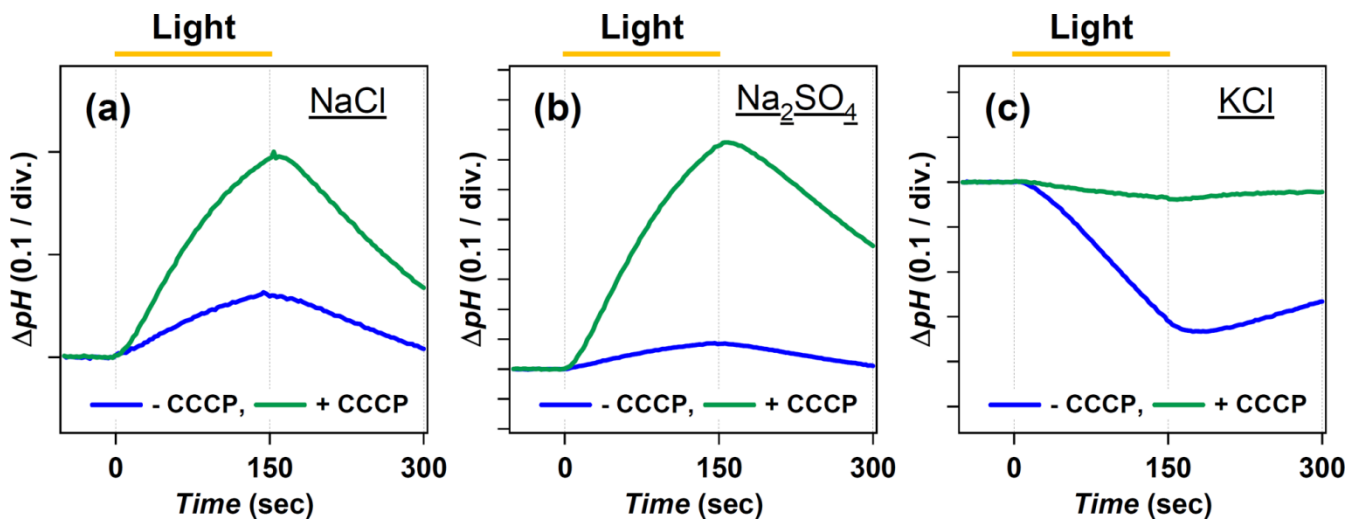 Light
(a) NaCl
ΔpH (0.1 / div.)
- CCCP, + CCCP
0 150 300
Time (sec)
Light
(b) Na2SO4
ΔpH (0.1 / div.)
- CCCP, + CCCP
0 150 300
Time (sec)
Light
(c) KCl
ΔpH (0.1 / div.)
- CCCP, + CCCP
0 150 300
Time (sec)